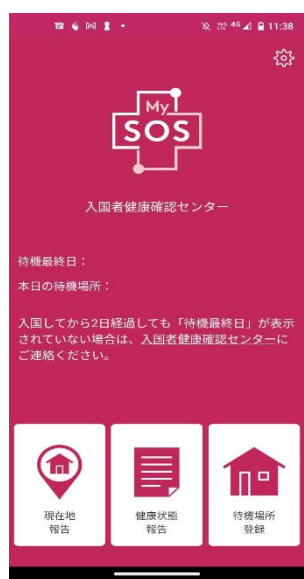 4G 11:38
My
SOS
入国者健康確認センター
待機最終日：
本日の待機場所：
入国してから2日経過しても「待機最終日」が表示
されていない場合は、入国者健康確認センターに
ご連絡ください。
現在地
報告
健康状態
報告
待機場所
登録